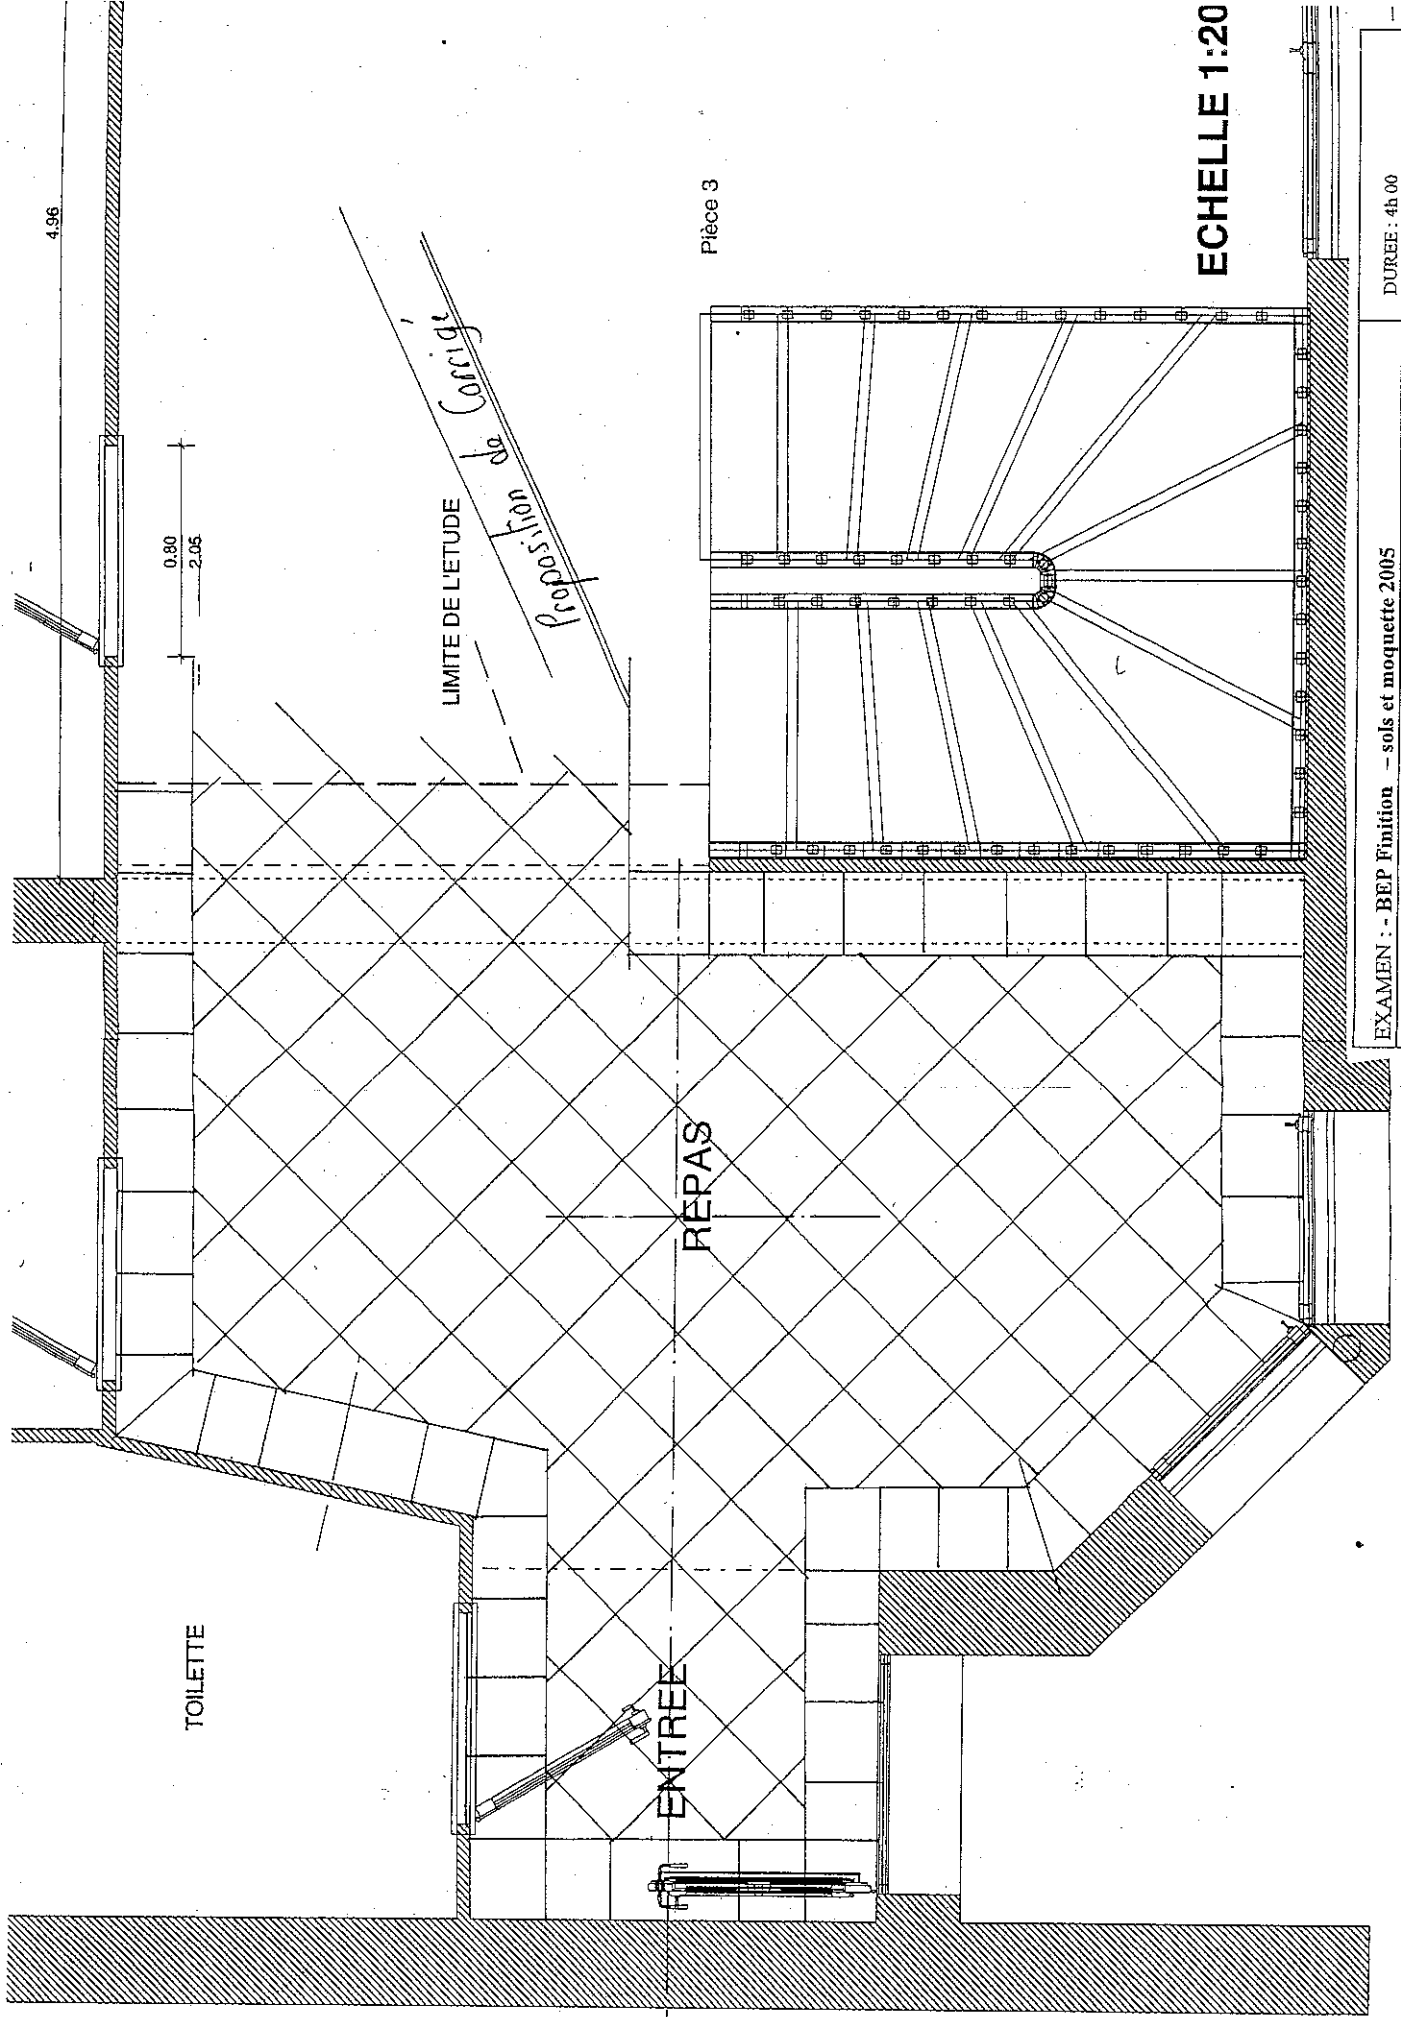 4.96
0.80
2.05
LIMITE DE L'ETUDE
Proposition de Corrigé
Pièce 3
ECHELLE 1:20
TOILETTE
REPAS
ENTREE
EXAMEN : - BEP Finition – sols et moquette 2005
DUREE : 4h 00